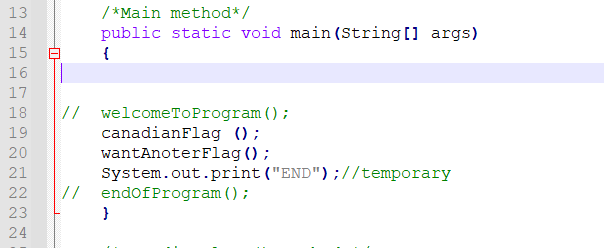 13 /*Main method*/
14 public static void main(String[] args)
15 {
16
17
18 // welcomeToProgram();
19 canadianFlag ();
20 wantAnoterFlag();
21 System.out.print("END");//temporary
22 // endOfProgram();
23 }
24